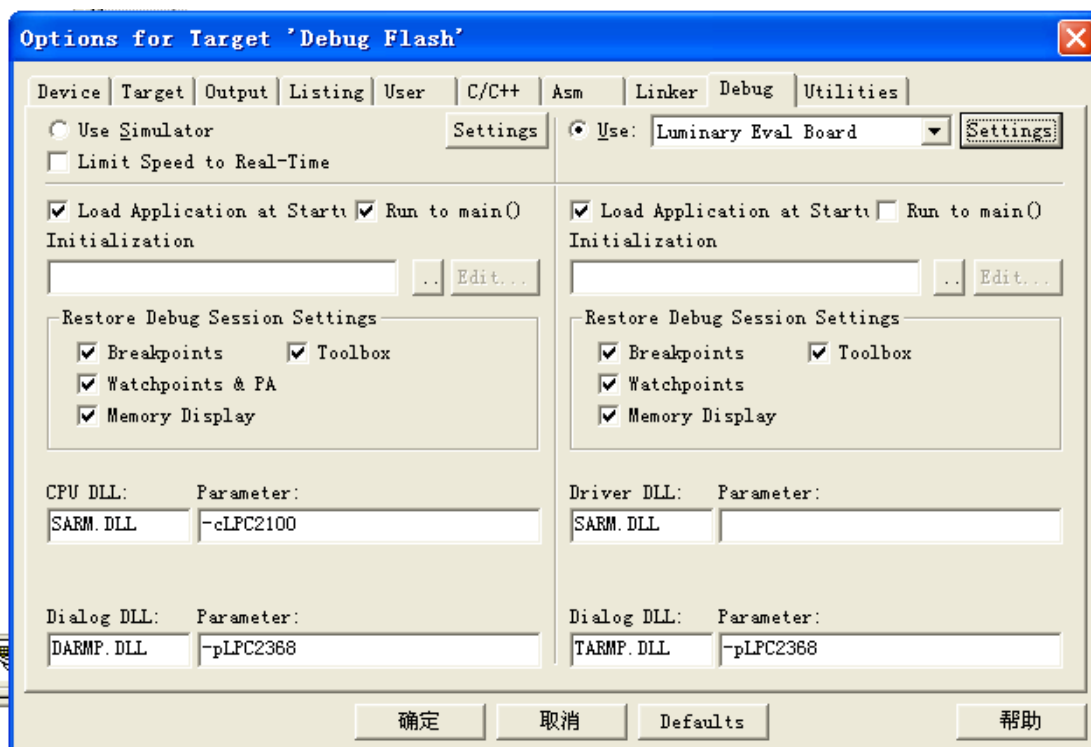 Options for Target 'Debug Flash'
Device Target Output Listing User C/C++ Asm Linker Debug Utilities
Use Simulator Settings
Limit Speed to Real-Time
Use: Luminary Eval Board Settings
Load Application at Startu Run to main()
Initialization
.. Edit...
Restore Debug Session Settings
Breakpoints Toolbox
Watchpoints & PA
Memory Display
Load Application at Startu Run to main()
Initialization
.. Edit...
Restore Debug Session Settings
Breakpoints Toolbox
Watchpoints
Memory Display
CPU DLL: Parameter:
SARM.DLL -cLPC2100
Driver DLL: Parameter:
SARM.DLL
Dialog DLL: Parameter:
DARMP.DLL -pLPC2368
Dialog DLL: Parameter:
TARMP.DLL -pLPC2368
确定 取消 Defaults 帮助